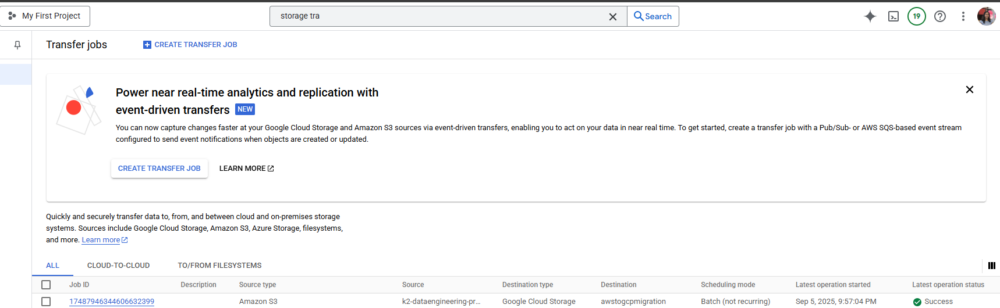 My First Project
storage tra
Search
19
Transfer jobs
CREATE TRANSFER JOB
Power near real-time analytics and replication with
event-driven transfers NEW
You can now capture changes faster at your Google Cloud Storage and Amazon S3 sources via event-driven transfers, enabling you to act on your data in near real time. To get started, create a transfer job with a Pub/Sub- or AWS SQS-based event stream
configured to send event notifications when objects are created or updated.
CREATE TRANSFER JOB LEARN MORE
Quickly and securely transfer data to, from, and between cloud and on-premises storage
systems. Sources include Google Cloud Storage, Amazon S3, Azure Storage, filesystems,
and more. Learn more
ALL CLOUD-TO-CLOUD TO/FROM FILESYSTEMS
Job ID Description Source type Source Destination type Destination Scheduling mode Latest operation started Latest operation status
17487946344606632399 Amazon S3 k2-dataengineering-pr... Google Cloud Storage awstogcpmigration Batch (not recurring) Sep 5, 2025, 9:57:04 PM Success